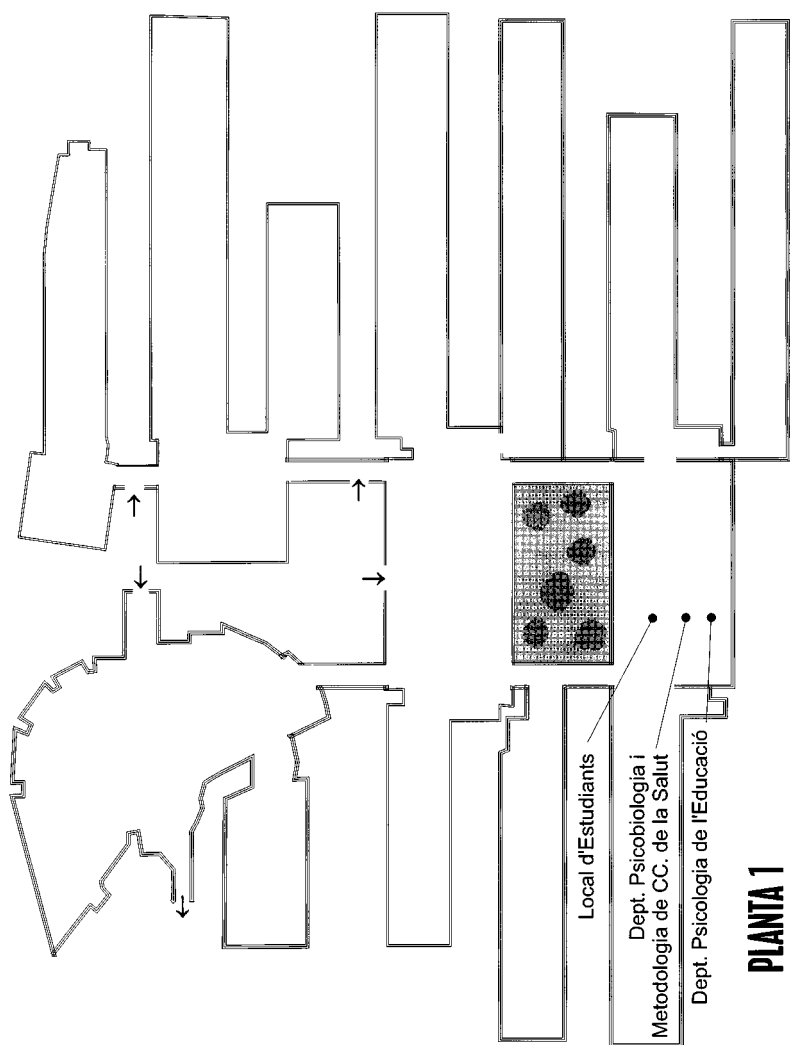 Local d'Estudiants
Dept. Psicobiologia i
Metodologia de CC. de la Salut
Dept. Psicologia de l'Educació
PLANTA 1